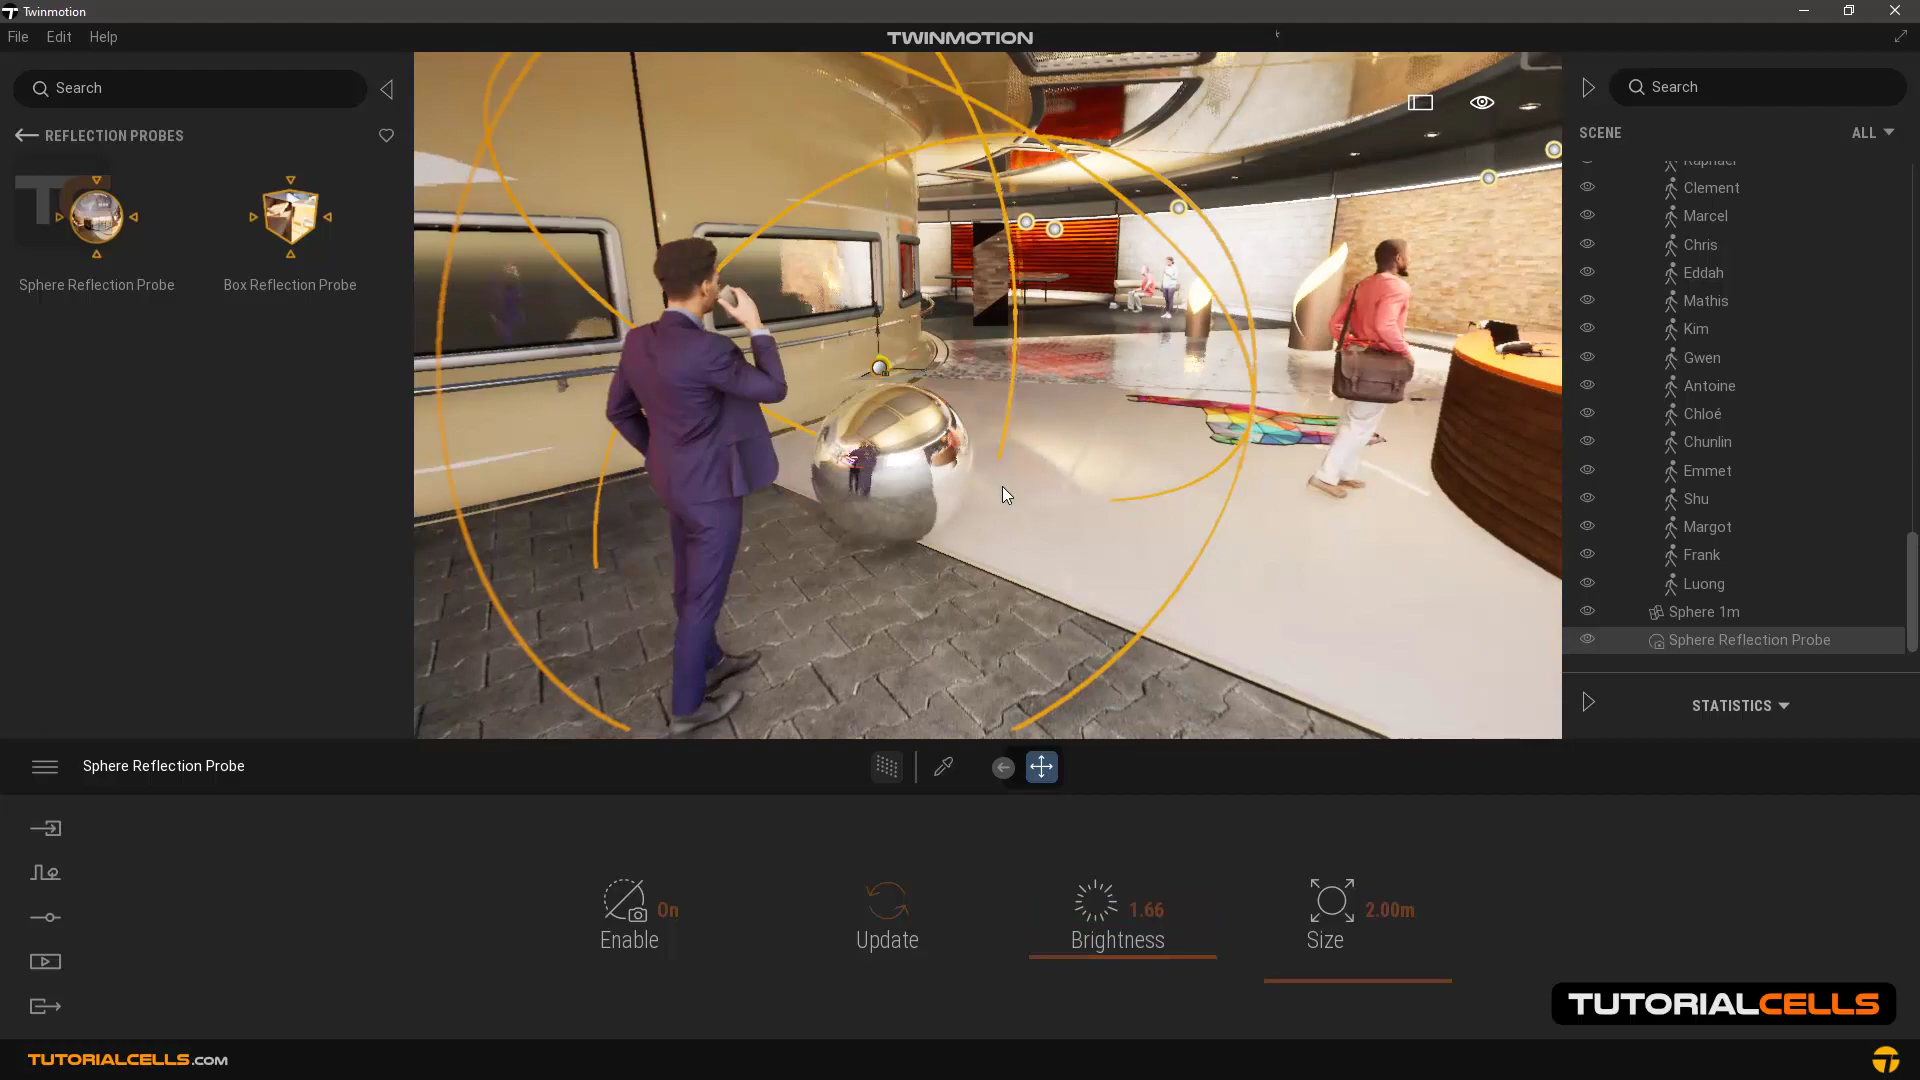 Twinmotion
File Edit Help
TWINMOTION
Search
REFLECTION PROBES
Sphere Reflection Probe
Box Reflection Probe
Search
SCENE
ALL
Raphael
Clement
Marcel
Chris
Eddah
Mathis
Kim
Gwen
Antoine
Chloé
Chunlin
Emmet
Shu
Margot
Frank
Luong
Sphere 1m
Sphere Reflection Probe
STATISTICS
Sphere Reflection Probe
On
Enable
Update
1.66
Brightness
2.00m
Size
TUTORIALCELLS
TUTORIALCELLS.COM